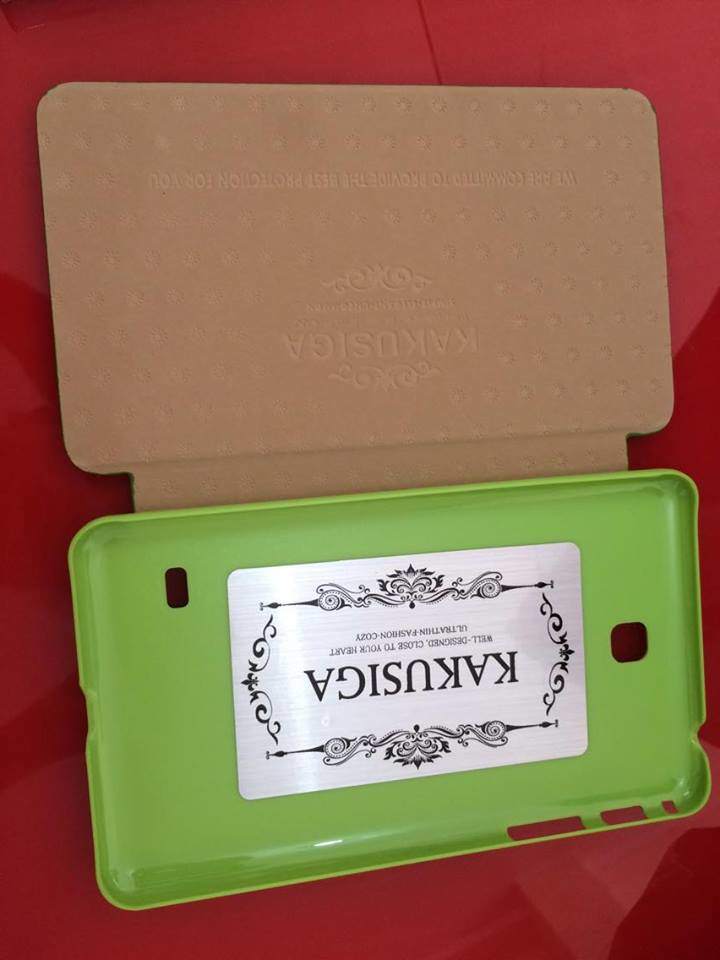 KAKUSIGA
WELL-DESIGNED, CLOSE TO YOUR HEART
ULTRATHIN·FASHION·COZY
KAKUSIGA
WE ARE COMMITTED TO PROVIDE THE BEST PROTECTION FOR YOU